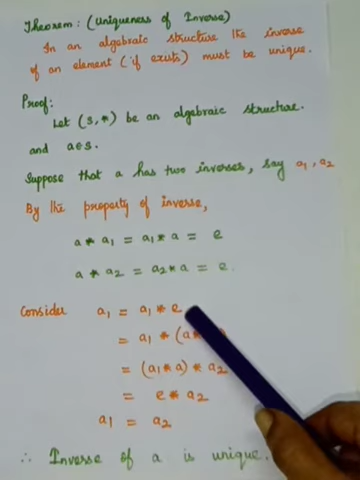 Theorem: (Uniqueness of Inverse)
In an algebraic structure the inverse
of an element (if exists) must be unique.
Proof:
Let (S,*) be an algebraic structure.
and a∈S.
Suppose that a has two inverses, say a₁, a₂
By the property of inverse,
a * a₁ = a₁ * a = e
a * a₂ = a₂ * a = e.
Consider a₁ = a₁ * e
= a₁ * (a
= (a₁ * a) * a₂
= e * a₂
a₁ = a₂
∴ Inverse of a is unique.